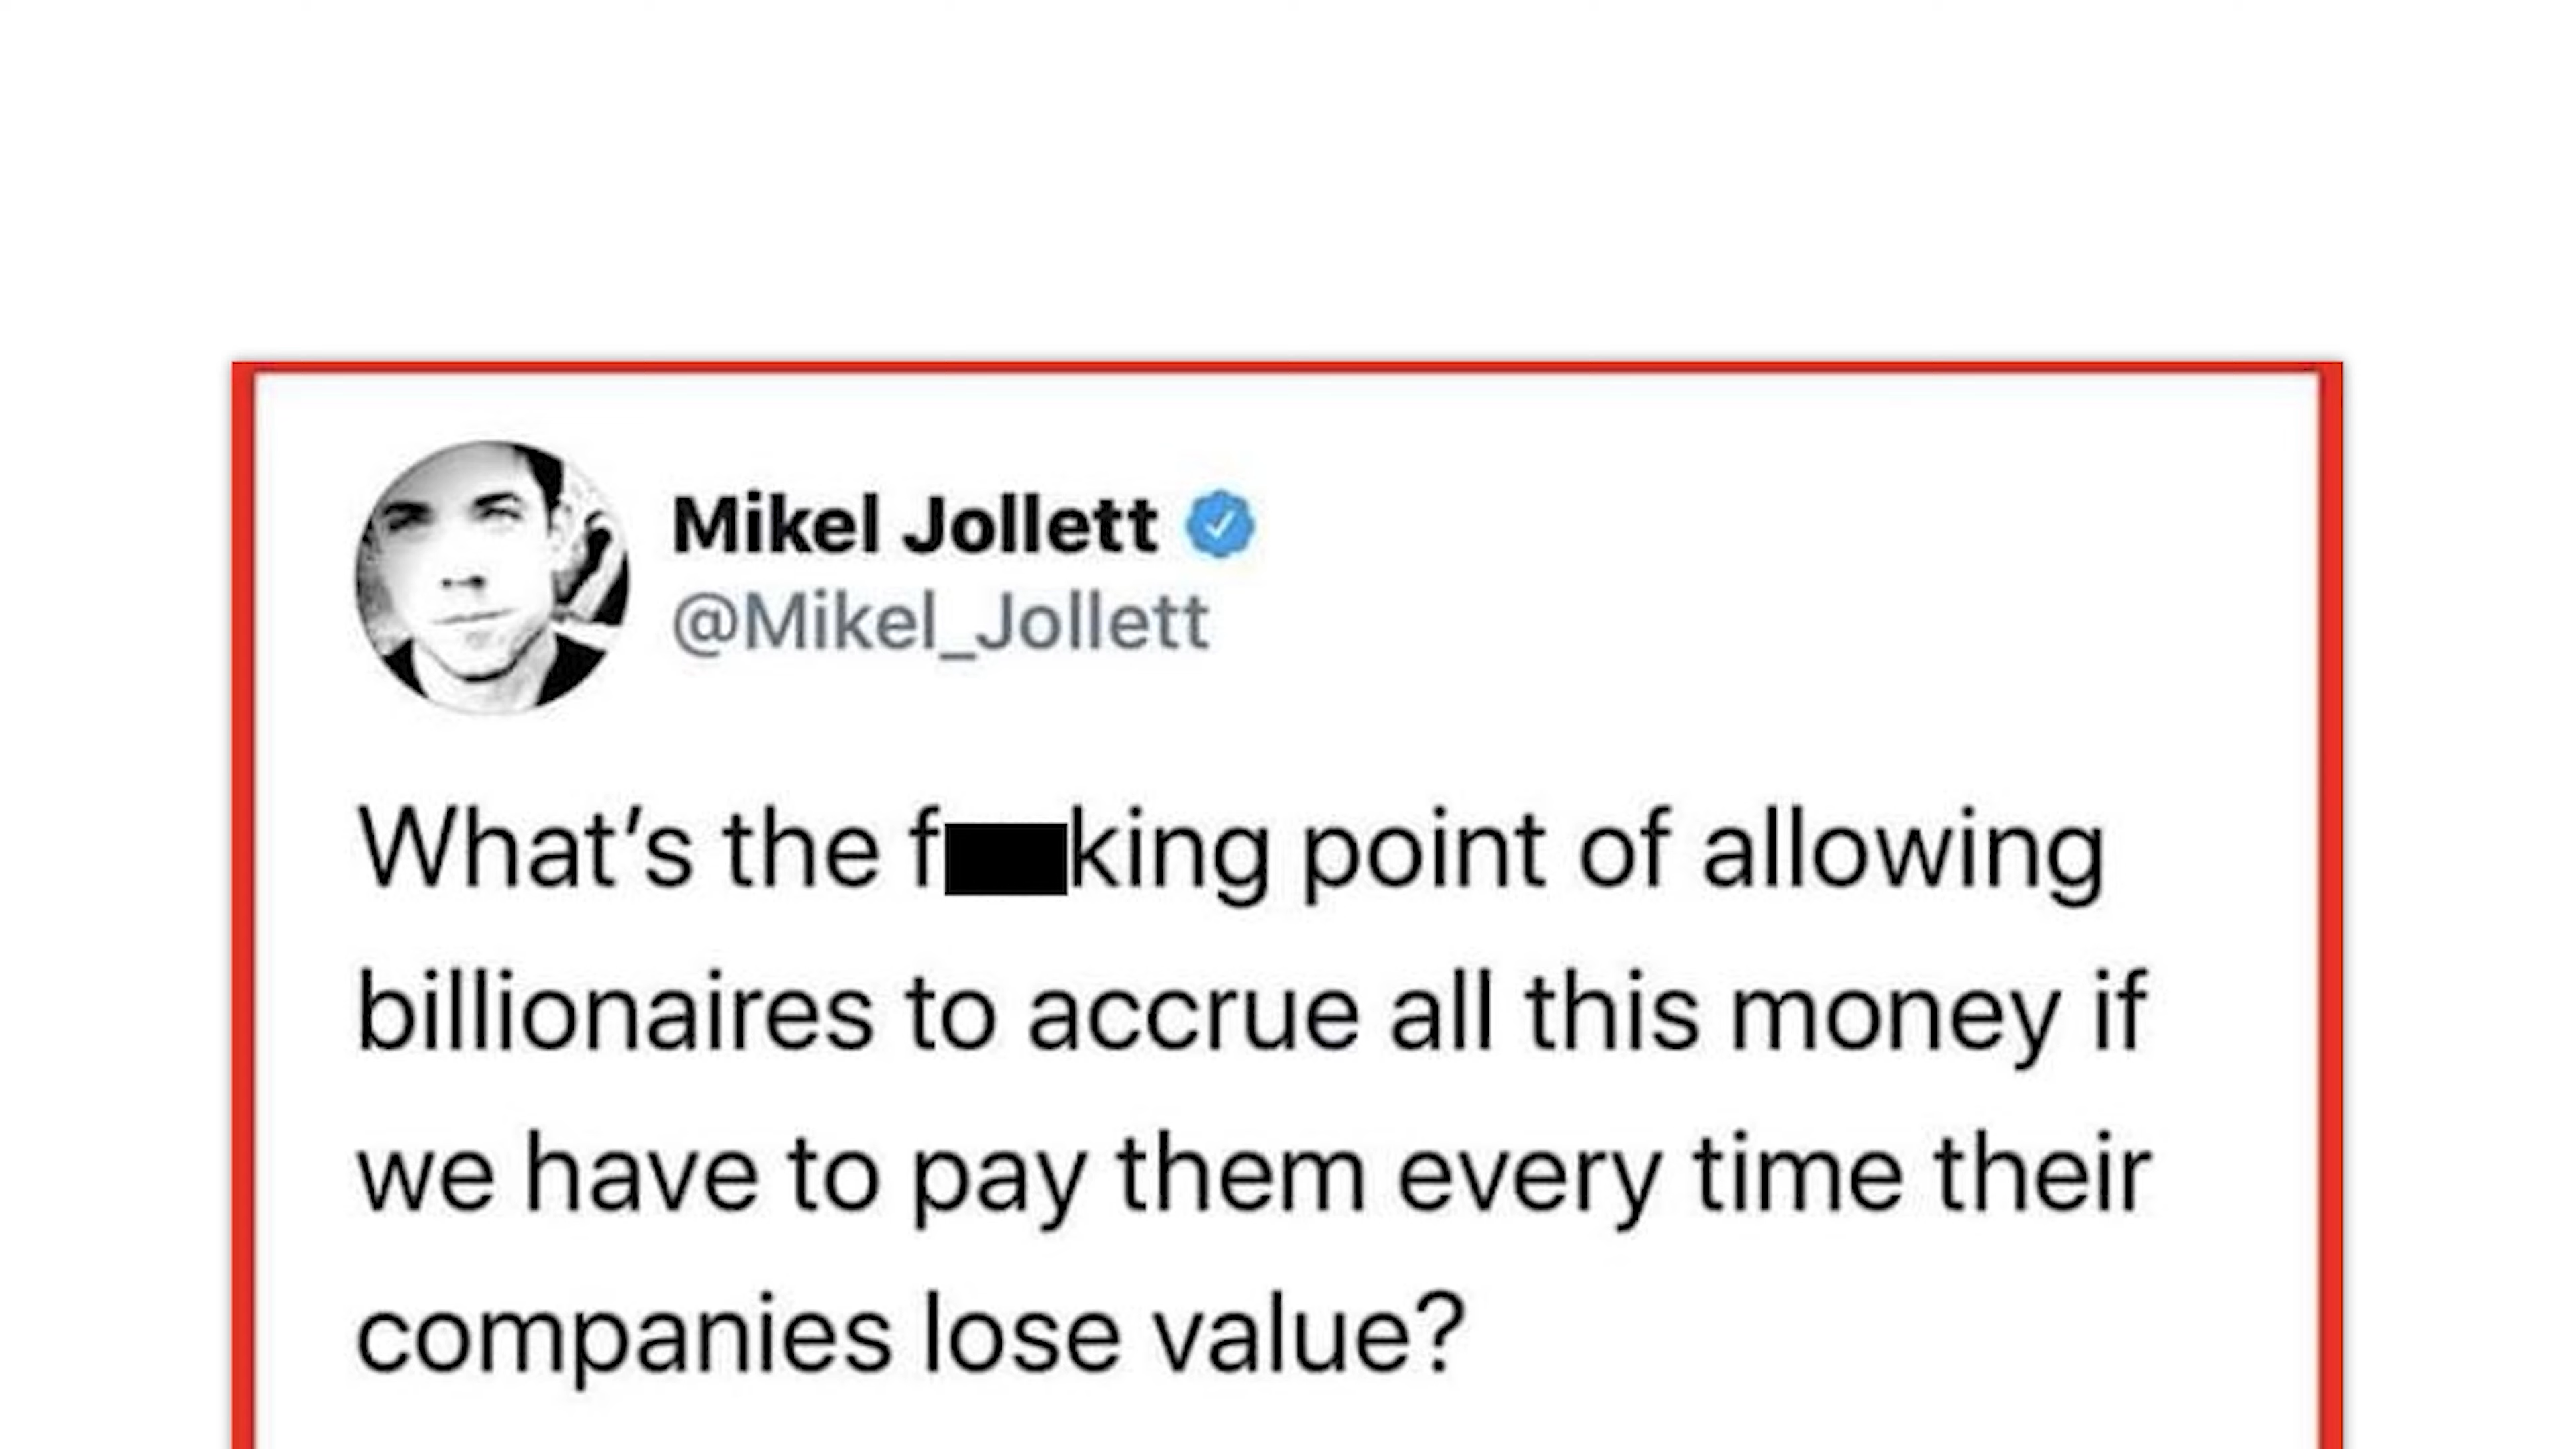 Mikel Jollett
@Mikel_Jollett
What's the f king point of allowing
billionaires to accrue all this money if
we have to pay them every time their
companies lose value?